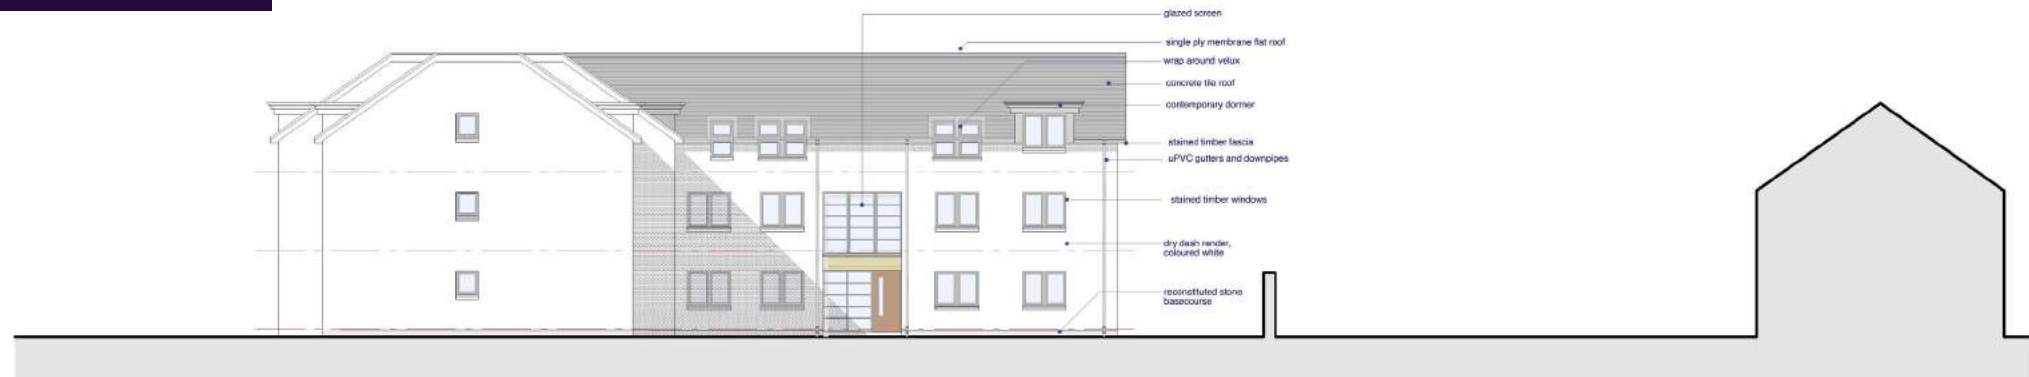 glazed screen
single ply membrane flat roof
wrap around velux
concrete tile roof
contemporary dormer
stained timber fascia
uPVC gutters and downpipes
stained timber windows
dry dash render,
coloured white
reconstituted stone
basecourse